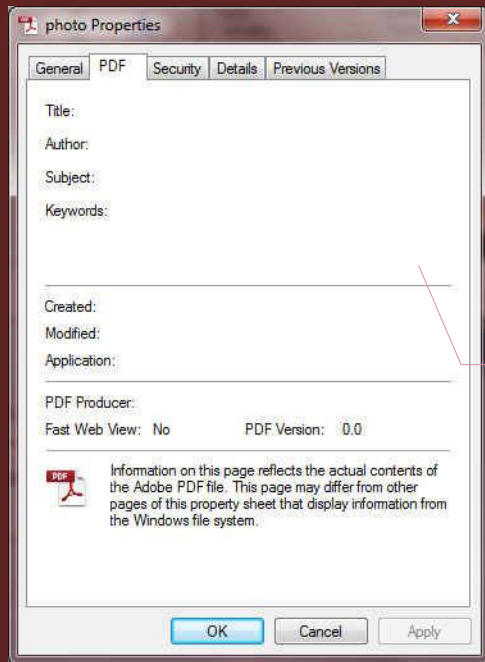 photo Properties
General PDF Security Details Previous Versions
Title:
Author:
Subject:
Keywords:
Created:
Modified:
Application:
PDF Producer:
Fast Web View: No PDF Version: 0.0
PDF
Information on this page reflects the actual contents of
the Adobe PDF file. This page may differ from other
pages of this property sheet that display information from
the Windows file system.
OK Cancel Apply